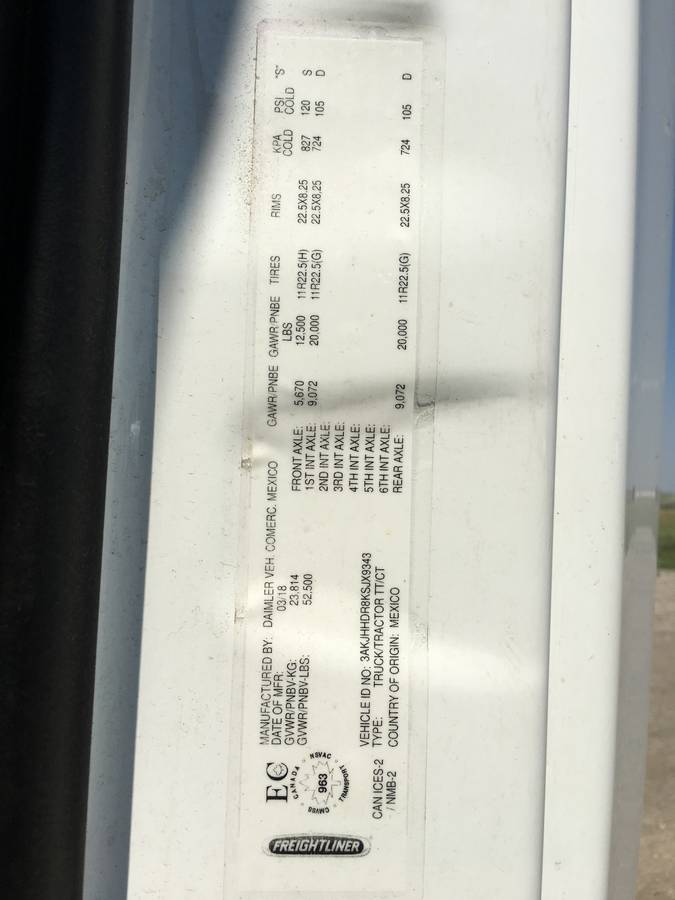 FREIGHTLINER
EC
CANADA
NSVAC
963
CMVSS
TRANSPORT
CAN ICES-2
/ NMB-2
MANUFACTURED BY: DAIMLER VEH. COMERC. MEXICO
DATE OF MFR: 03/18
GVWR/PNBV-KG: 23,814
GVWR/PNBV-LBS: 52,500
VEHICLE ID NO: 3AKJHHDR8KSJX9343
TYPE: TRUCK/TRACTOR TT/CT
COUNTRY OF ORIGIN: MEXICO
GAWR/PNBE GAWR/PNBE TIRES RIMS KPA PSI "S"
LBS COLD COLD
FRONT AXLE: 5,670 12,500 11R22.5(H) 22.5X8.25 827 120 S
1ST INT AXLE: 9,072 20,000 11R22.5(G) 22.5X8.25 724 105 D
2ND INT AXLE:
3RD INT AXLE:
4TH INT AXLE:
5TH INT AXLE:
6TH INT AXLE:
REAR AXLE: 9,072 20,000 11R22.5(G) 22.5X8.25 724 105 D